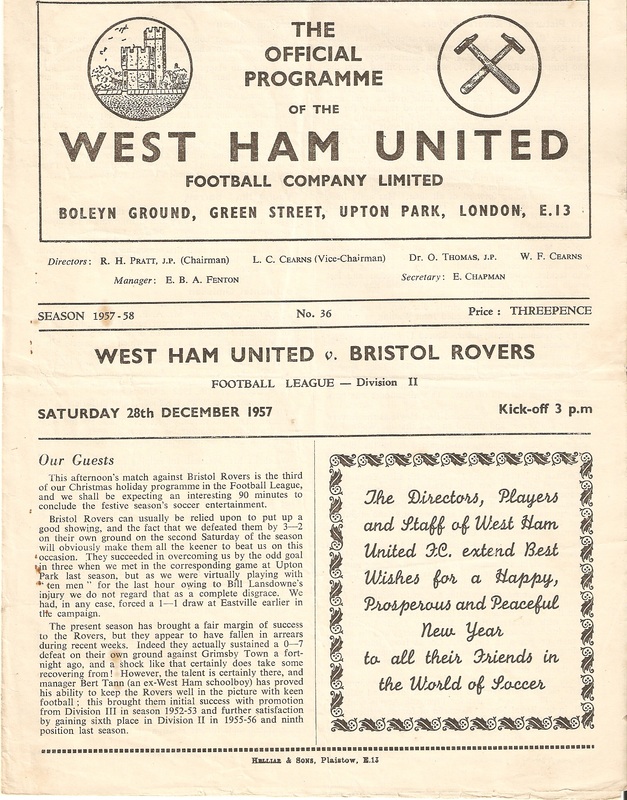 THE
OFFICIAL
PROGRAMME
OF THE
WEST HAM UNITED
FOOTBALL COMPANY LIMITED
BOLEYN GROUND, GREEN STREET, UPTON PARK, LONDON, E.13
Directors: R. H. PRATT, J.P. (Chairman) L. C. CEARNS (Vice-Chairman) Dr. O. THOMAS, J.P. W. F. CEARNS
Manager: E. B. A. FENTON Secretary: E. CHAPMAN
SEASON 1957-58 No. 36 Price: THREEPENCE
WEST HAM UNITED v. BRISTOL ROVERS
FOOTBALL LEAGUE — Division II
SATURDAY 28th DECEMBER 1957 Kick-off 3 p.m
Our Guests
This afternoon's match against Bristol Rovers is the third
of our Christmas holiday programme in the Football League,
and we shall be expecting an interesting 90 minutes to
conclude the festive season's soccer entertainment.
Bristol Rovers can usually be relied upon to put up a
good showing, and the fact that we defeated them by 3—2
on their own ground on the second Saturday of the season
will obviously make them all the keener to beat us on this
occasion. They succeeded in overcoming us by the odd goal
in three when we met in the corresponding game at Upton
Park last season, but as we were virtually playing with
"ten men" for the last hour owing to Bill Lansdowne's
injury we do not regard that as a complete disgrace. We
had, in any case, forced a 1—1 draw at Eastville earlier in
the campaign.
The present season has brought a fair margin of success
to the Rovers, but they appear to have fallen in arrears
during recent weeks. Indeed they actually sustained a 0—7
defeat on their own ground against Grimsby Town a fort-
night ago, and a shock like that certainly does take some
recovering from! However, the talent is certainly there, and
manager Bert Tann (an ex-West Ham schoolboy) has proved
his ability to keep the Rovers well in the picture with keen
football; this brought them initial success with promotion
from Division III in season 1952-53 and further satisfaction
by gaining sixth place in Division II in 1955-56 and ninth
position last season.
The Directors, Players
and Staff of West Ham
United F.C. extend Best
Wishes for a Happy,
Prosperous and Peaceful
New Year
to all their Friends in
the World of Soccer
HELLIAR & SONS, Plaistow, E.13